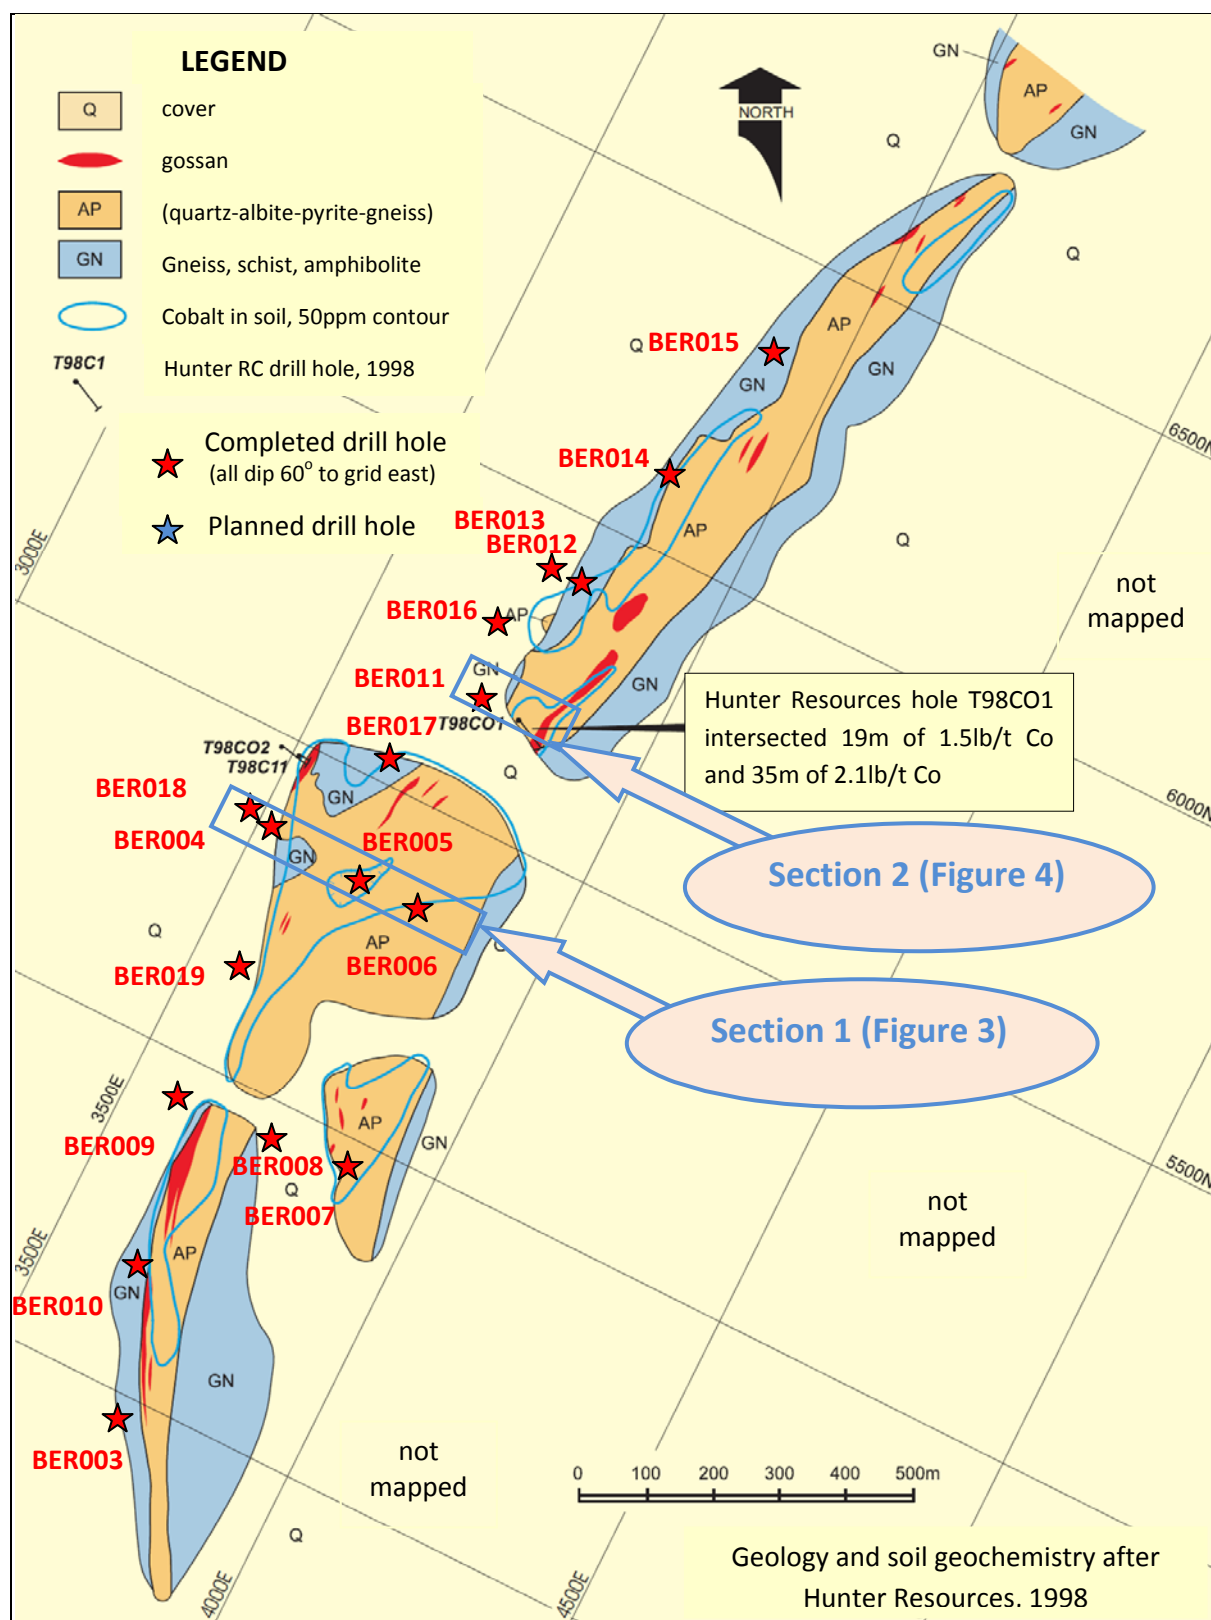 LEGEND
Q
cover
gossan
AP
(quartz-albite-pyrite-gneiss)
GN
Gneiss, schist, amphibolite
Cobalt in soil, 50ppm contour
T98C1
Hunter RC drill hole, 1998
Completed drill hole
(all dip 60° to grid east)
Planned drill hole
NORTH
GN
AP
GN
Q
Q
Q
BER015
AP
GN
GN
6500N
BER014
BER013
BER012
AP
Q
3000E
not
mapped
BER016
AP
GN
BER011
GN
T98CO1
Hunter Resources hole T98CO1
intersected 19m of 1.5lb/t Co
and 35m of 2.1lb/t Co
BER017
T98CO2
T98C11
Q
BER018
GN
6000N
BER004
BER005
GN
Section 2 (Figure 4)
Q
AP
BER006
BER019
Section 1 (Figure 3)
3500E
AP
GN
BER009
BER008
Q
BER007
5500N
not
mapped
3500E
AP
GN
BER010
GN
BER003
not
mapped
0 100 200 300 400 500m
Q
4000E
4500E
Geology and soil geochemistry after
Hunter Resources. 1998